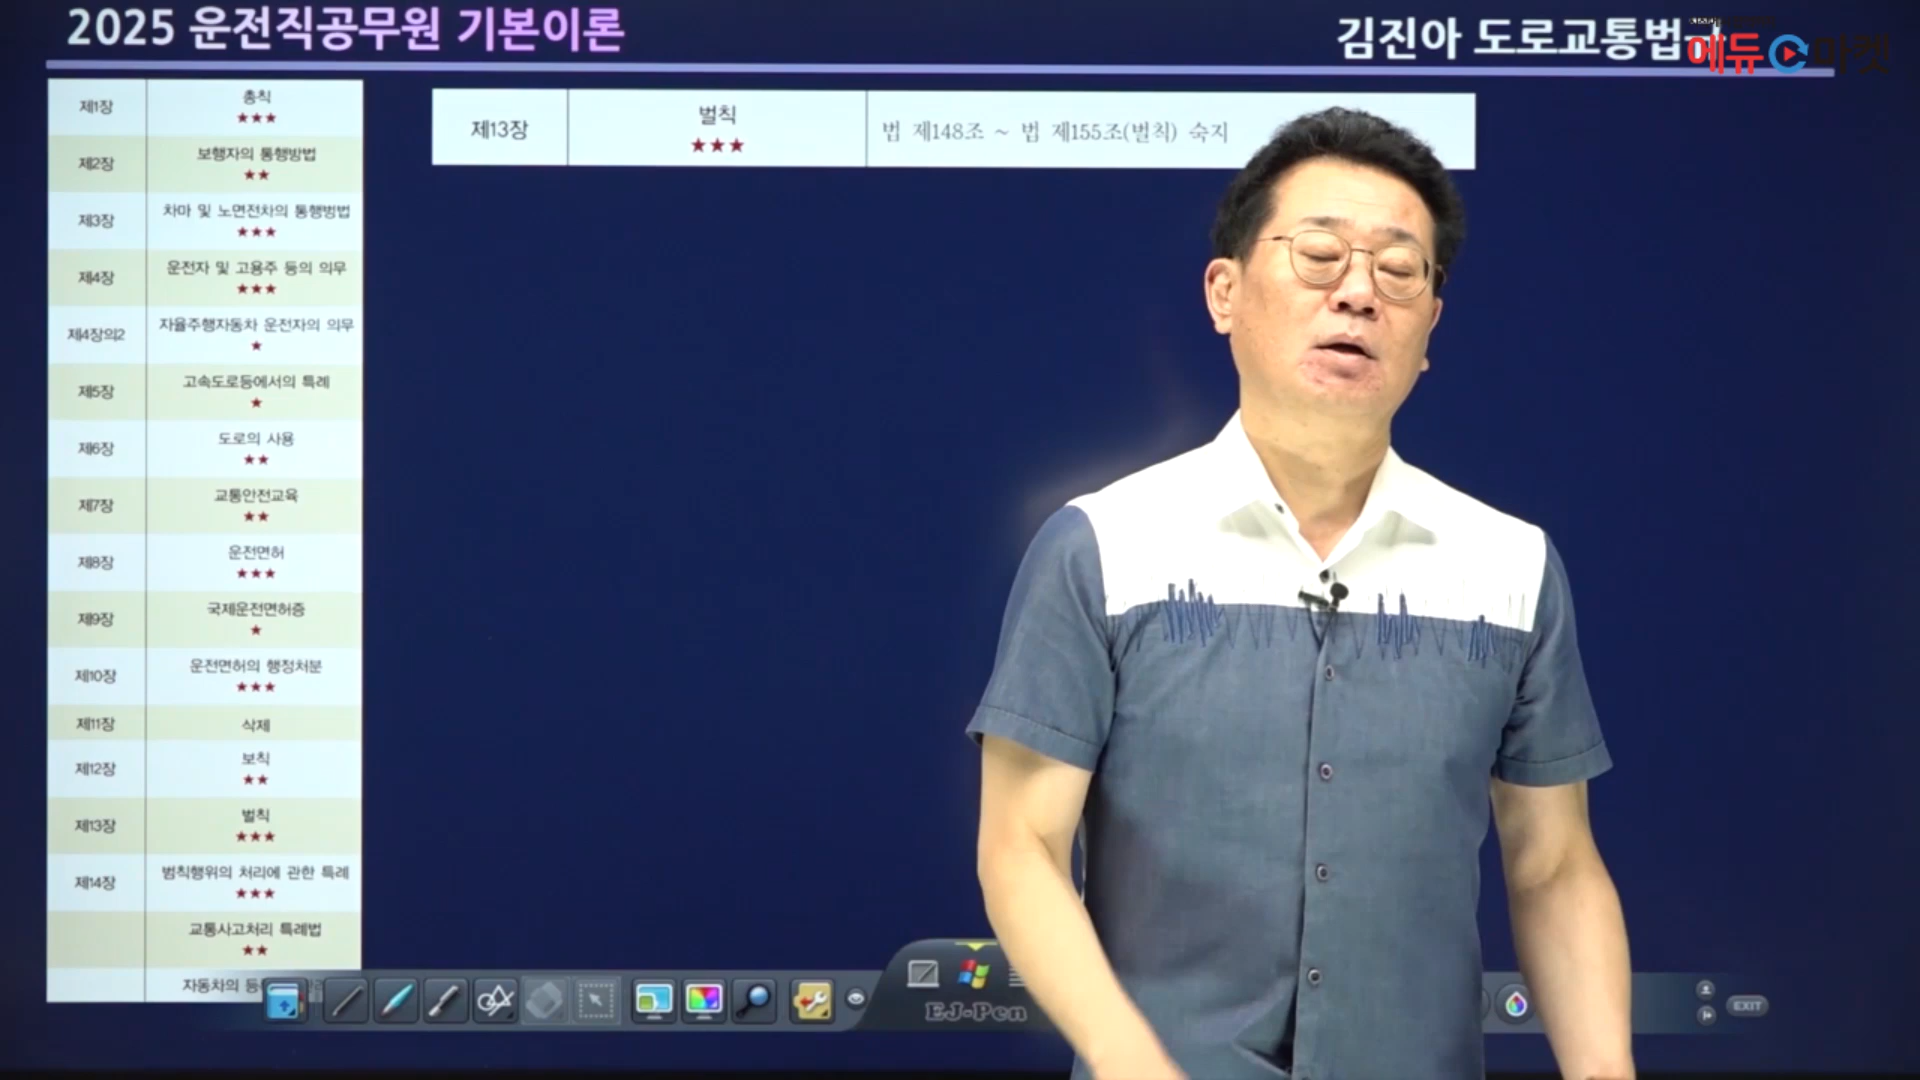 2025 운전직공무원 기본이론
김진아 도로교통법
에듀 마켓
제1장 총칙 ★★★
제2장 보행자의 통행방법 ★★
제3장 차마 및 노면전차의 통행방법 ★★★
제4장 운전자 및 고용주 등의 의무 ★★★
제4장의2 자율주행자동차 운전자의 의무 ★
제5장 고속도로등에서의 특례 ★
제6장 도로의 사용 ★★
제7장 교통안전교육 ★★
제8장 운전면허 ★★★
제9장 국제운전면허증 ★
제10장 운전면허의 행정처분 ★★★
제11장 삭제
제12장 보칙 ★★
제13장 벌칙 ★★★
제14장 범칙행위의 처리에 관한 특례 ★★★
교통사고처리 특례법 ★★
자동차의
제13장 벌칙 ★★★ 법 제148조 ~ 법 제155조(벌칙) 숙지
EJ-Pen
EXIT